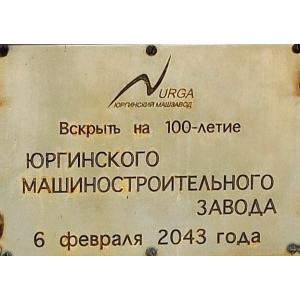 URGA
ЮРГИНСКИЙ МАШЗАВОД
Вскрыть на 100-летие
ЮРГИНСКОГО
МАШИНОСТРОИТЕЛЬНОГО
ЗАВОДА
6 февраля 2043 года